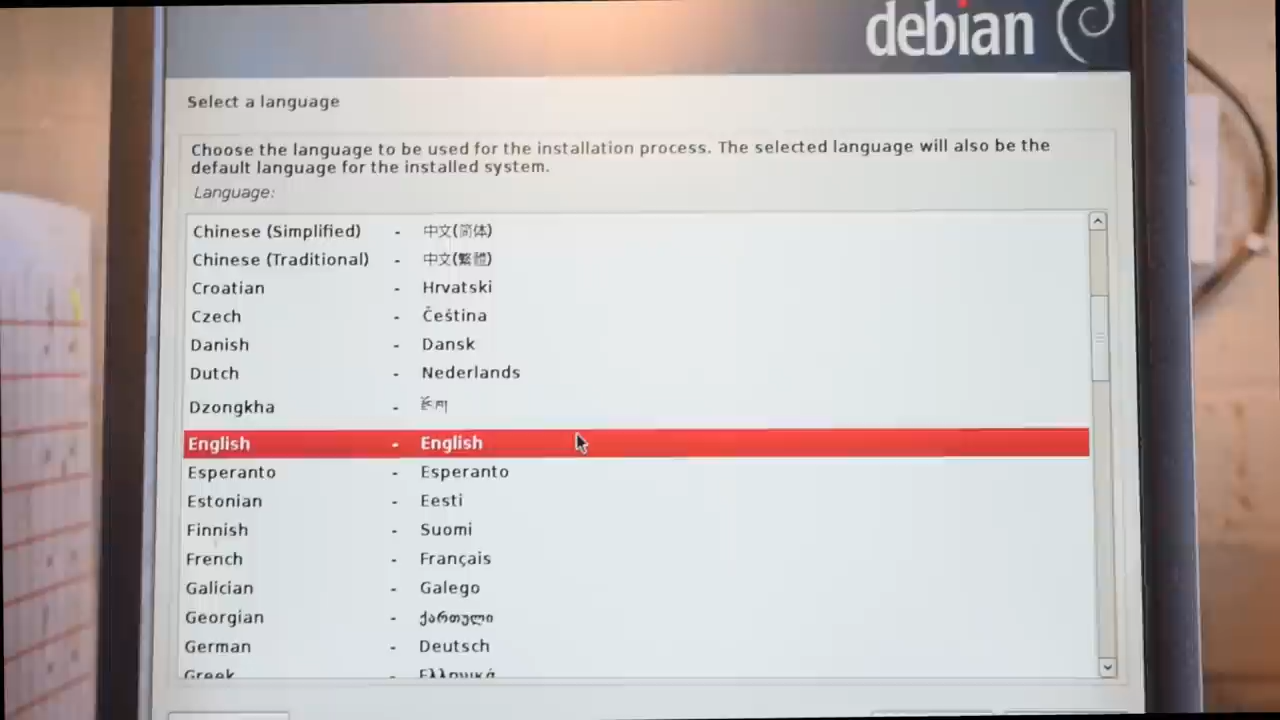 debian
Select a language
Choose the language to be used for the installation process. The selected language will also be the
default language for the installed system.
Language:
Chinese (Simplified) - 中文(简体)
Chinese (Traditional) - 中文(繁體)
Croatian - Hrvatski
Czech - Čeština
Danish - Dansk
Dutch - Nederlands
Dzongkha - རྫོང་ཁ།
English - English
Esperanto - Esperanto
Estonian - Eesti
Finnish - Suomi
French - Français
Galician - Galego
Georgian - ქართული
German - Deutsch
Greek - Ελληνικά